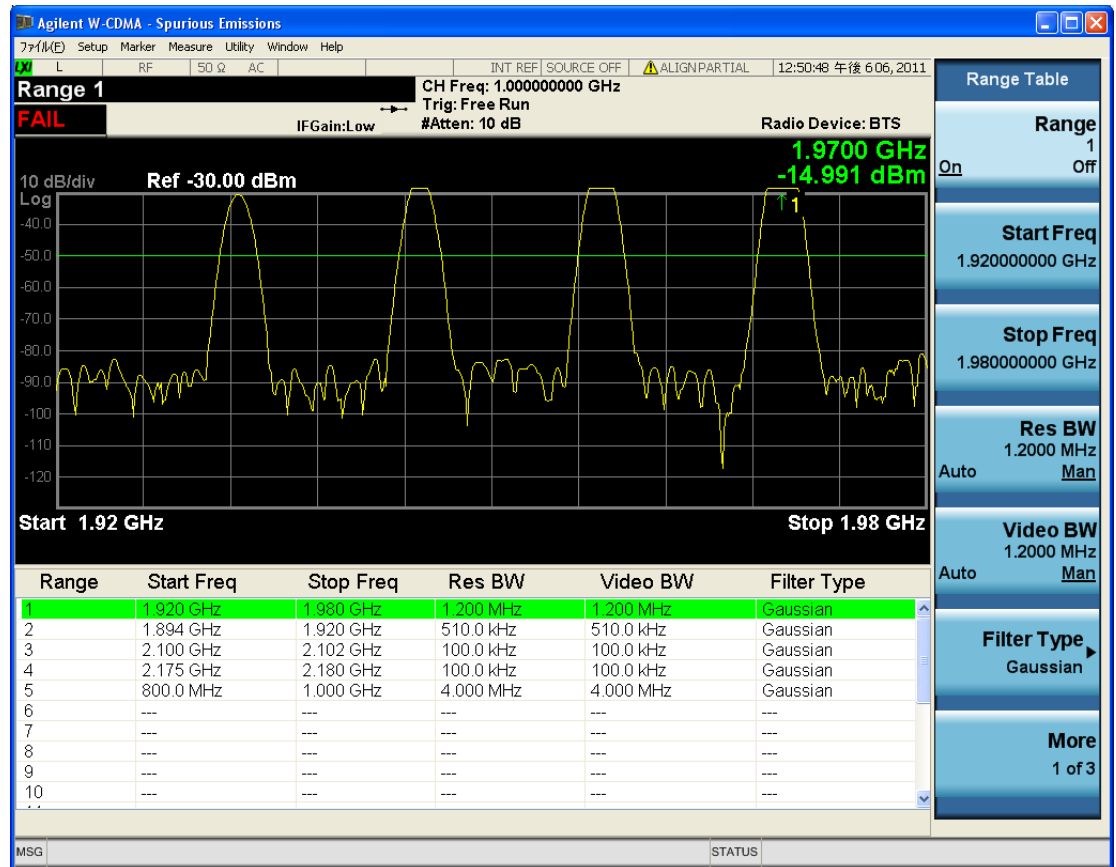 Agilent W-CDMA - Spurious Emissions
ファイル(F) Setup Marker Measure Utility Window Help
LXI L RF 50 Ω AC INT REF SOURCE OFF ALIGNPARTIAL 12:50:48 午後 6 06, 2011
Range 1
CH Freq: 1.000000000 GHz
Trig: Free Run
FAIL
IFGain:Low
#Atten: 10 dB
Radio Device: BTS
1.9700 GHz
-14.991 dBm
10 dB/div
Ref -30.00 dBm
Log
1
-40.0
-50.0
-60.0
-70.0
-80.0
-90.0
-100
-110
-120
Start 1.92 GHz
Stop 1.98 GHz
Range Start Freq Stop Freq Res BW Video BW Filter Type
1 1.920 GHz 1.980 GHz 1.200 MHz 1.200 MHz Gaussian
2 1.894 GHz 1.920 GHz 510.0 kHz 510.0 kHz Gaussian
3 2.100 GHz 2.102 GHz 100.0 kHz 100.0 kHz Gaussian
4 2.175 GHz 2.180 GHz 100.0 kHz 100.0 kHz Gaussian
5 800.0 MHz 1.000 GHz 4.000 MHz 4.000 MHz Gaussian
6 --- --- --- --- ---
7 --- --- --- --- ---
8 --- --- --- --- ---
9 --- --- --- --- ---
10 --- --- --- --- ---
MSG
STATUS
Range Table
Range
1
On Off
Start Freq
1.920000000 GHz
Stop Freq
1.980000000 GHz
Res BW
1.2000 MHz
Auto Man
Video BW
1.2000 MHz
Auto Man
Filter Type
Gaussian
More
1 of 3